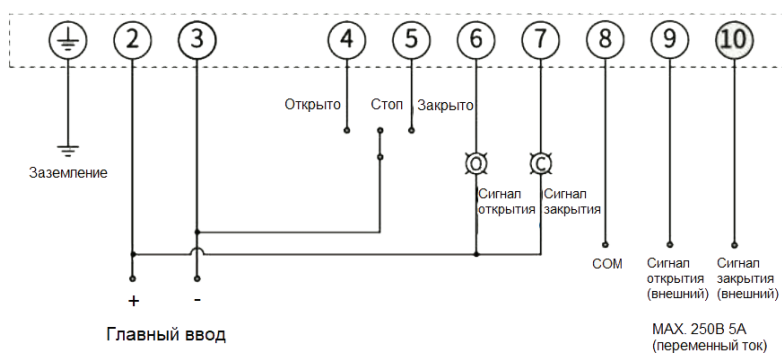 2 3 4 5 6 7 8 9 10
Открыто Стоп Закрыто
Заземление
O C
Сигнал
открытия
Сигнал
закрытия
COM
Сигнал
открытия
(внешний)
Сигнал
закрытия
(внешний)
+ -
Главный ввод
MAX. 250В 5А
(переменный ток)